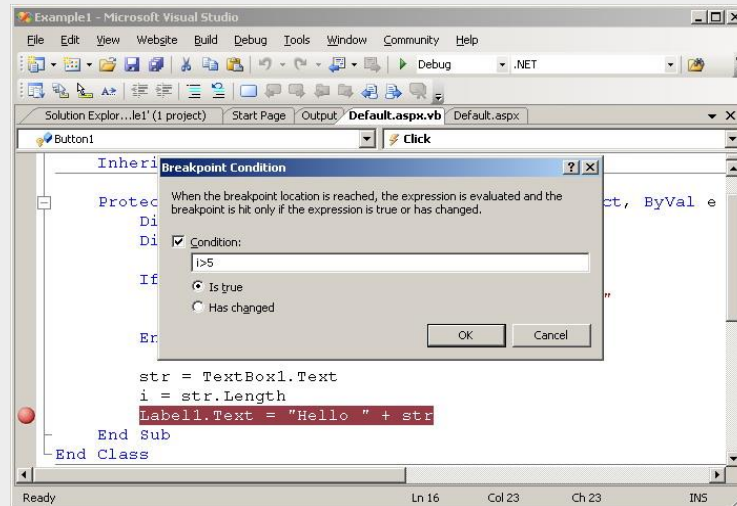 Example1 - Microsoft Visual Studio
File Edit View Website Build Debug Tools Window Community Help
Debug .NET
Solution Explor...le1' (1 project) Start Page Output Default.aspx.vb Default.aspx
Button1 Click
Inheri
Breakpoint Condition
When the breakpoint location is reached, the expression is evaluated and the
breakpoint is hit only if the expression is true or has changed.
Protec ct, ByVal e
Di
Di
Condition:
i>5
If
Is true
"
Has changed
En
OK Cancel
str = TextBox1.Text
i = str.Length
Label1.Text = "Hello " + str
End Sub
End Class
Ready Ln 16 Col 23 Ch 23 INS